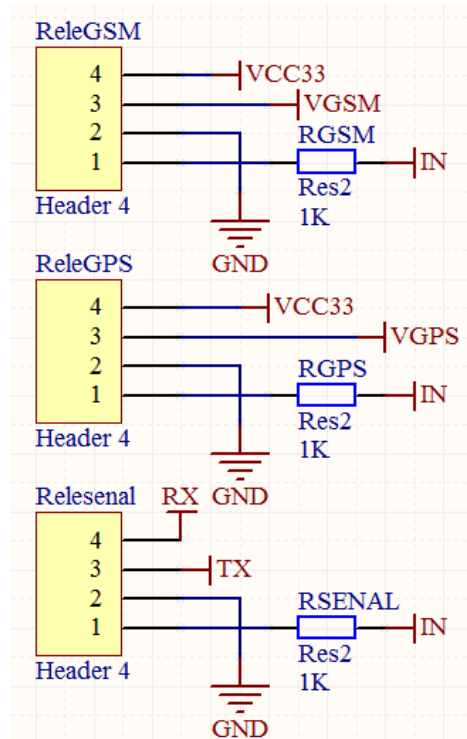 ReleGSM
4 VCC33
3 VGSM
2 RGSM
1 IN
Res2
Header 4 1K
GND
ReleGPS
4 VCC33
3 VGPS
2 RGPS
1 IN
Res2
Header 4 1K
GND
Relesenal RX
4
3 TX
2 RSENAL
1 IN
Res2
Header 4 1K
GND